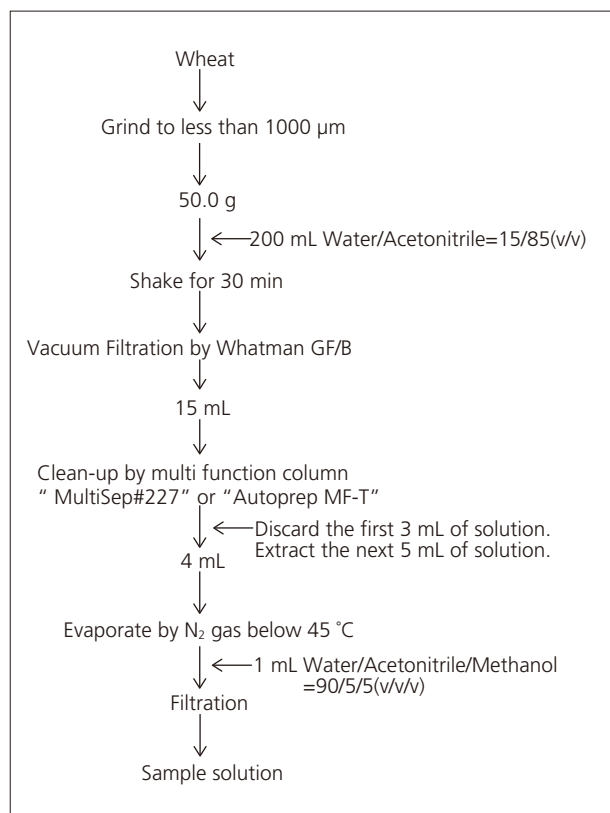 Wheat
Grind to less than 1000 µm
50.0 g
200 mL Water/Acetonitrile=15/85(v/v)
Shake for 30 min
Vacuum Filtration by Whatman GF/B
15 mL
Clean-up by multi function column
“ MultiSep#227” or “Autoprep MF-T”
Discard the first 3 mL of solution.
Extract the next 5 mL of solution.
4 mL
Evaporate by N₂ gas below 45 ˚C
1 mL Water/Acetonitrile/Methanol
=90/5/5(v/v/v)
Filtration
Sample solution